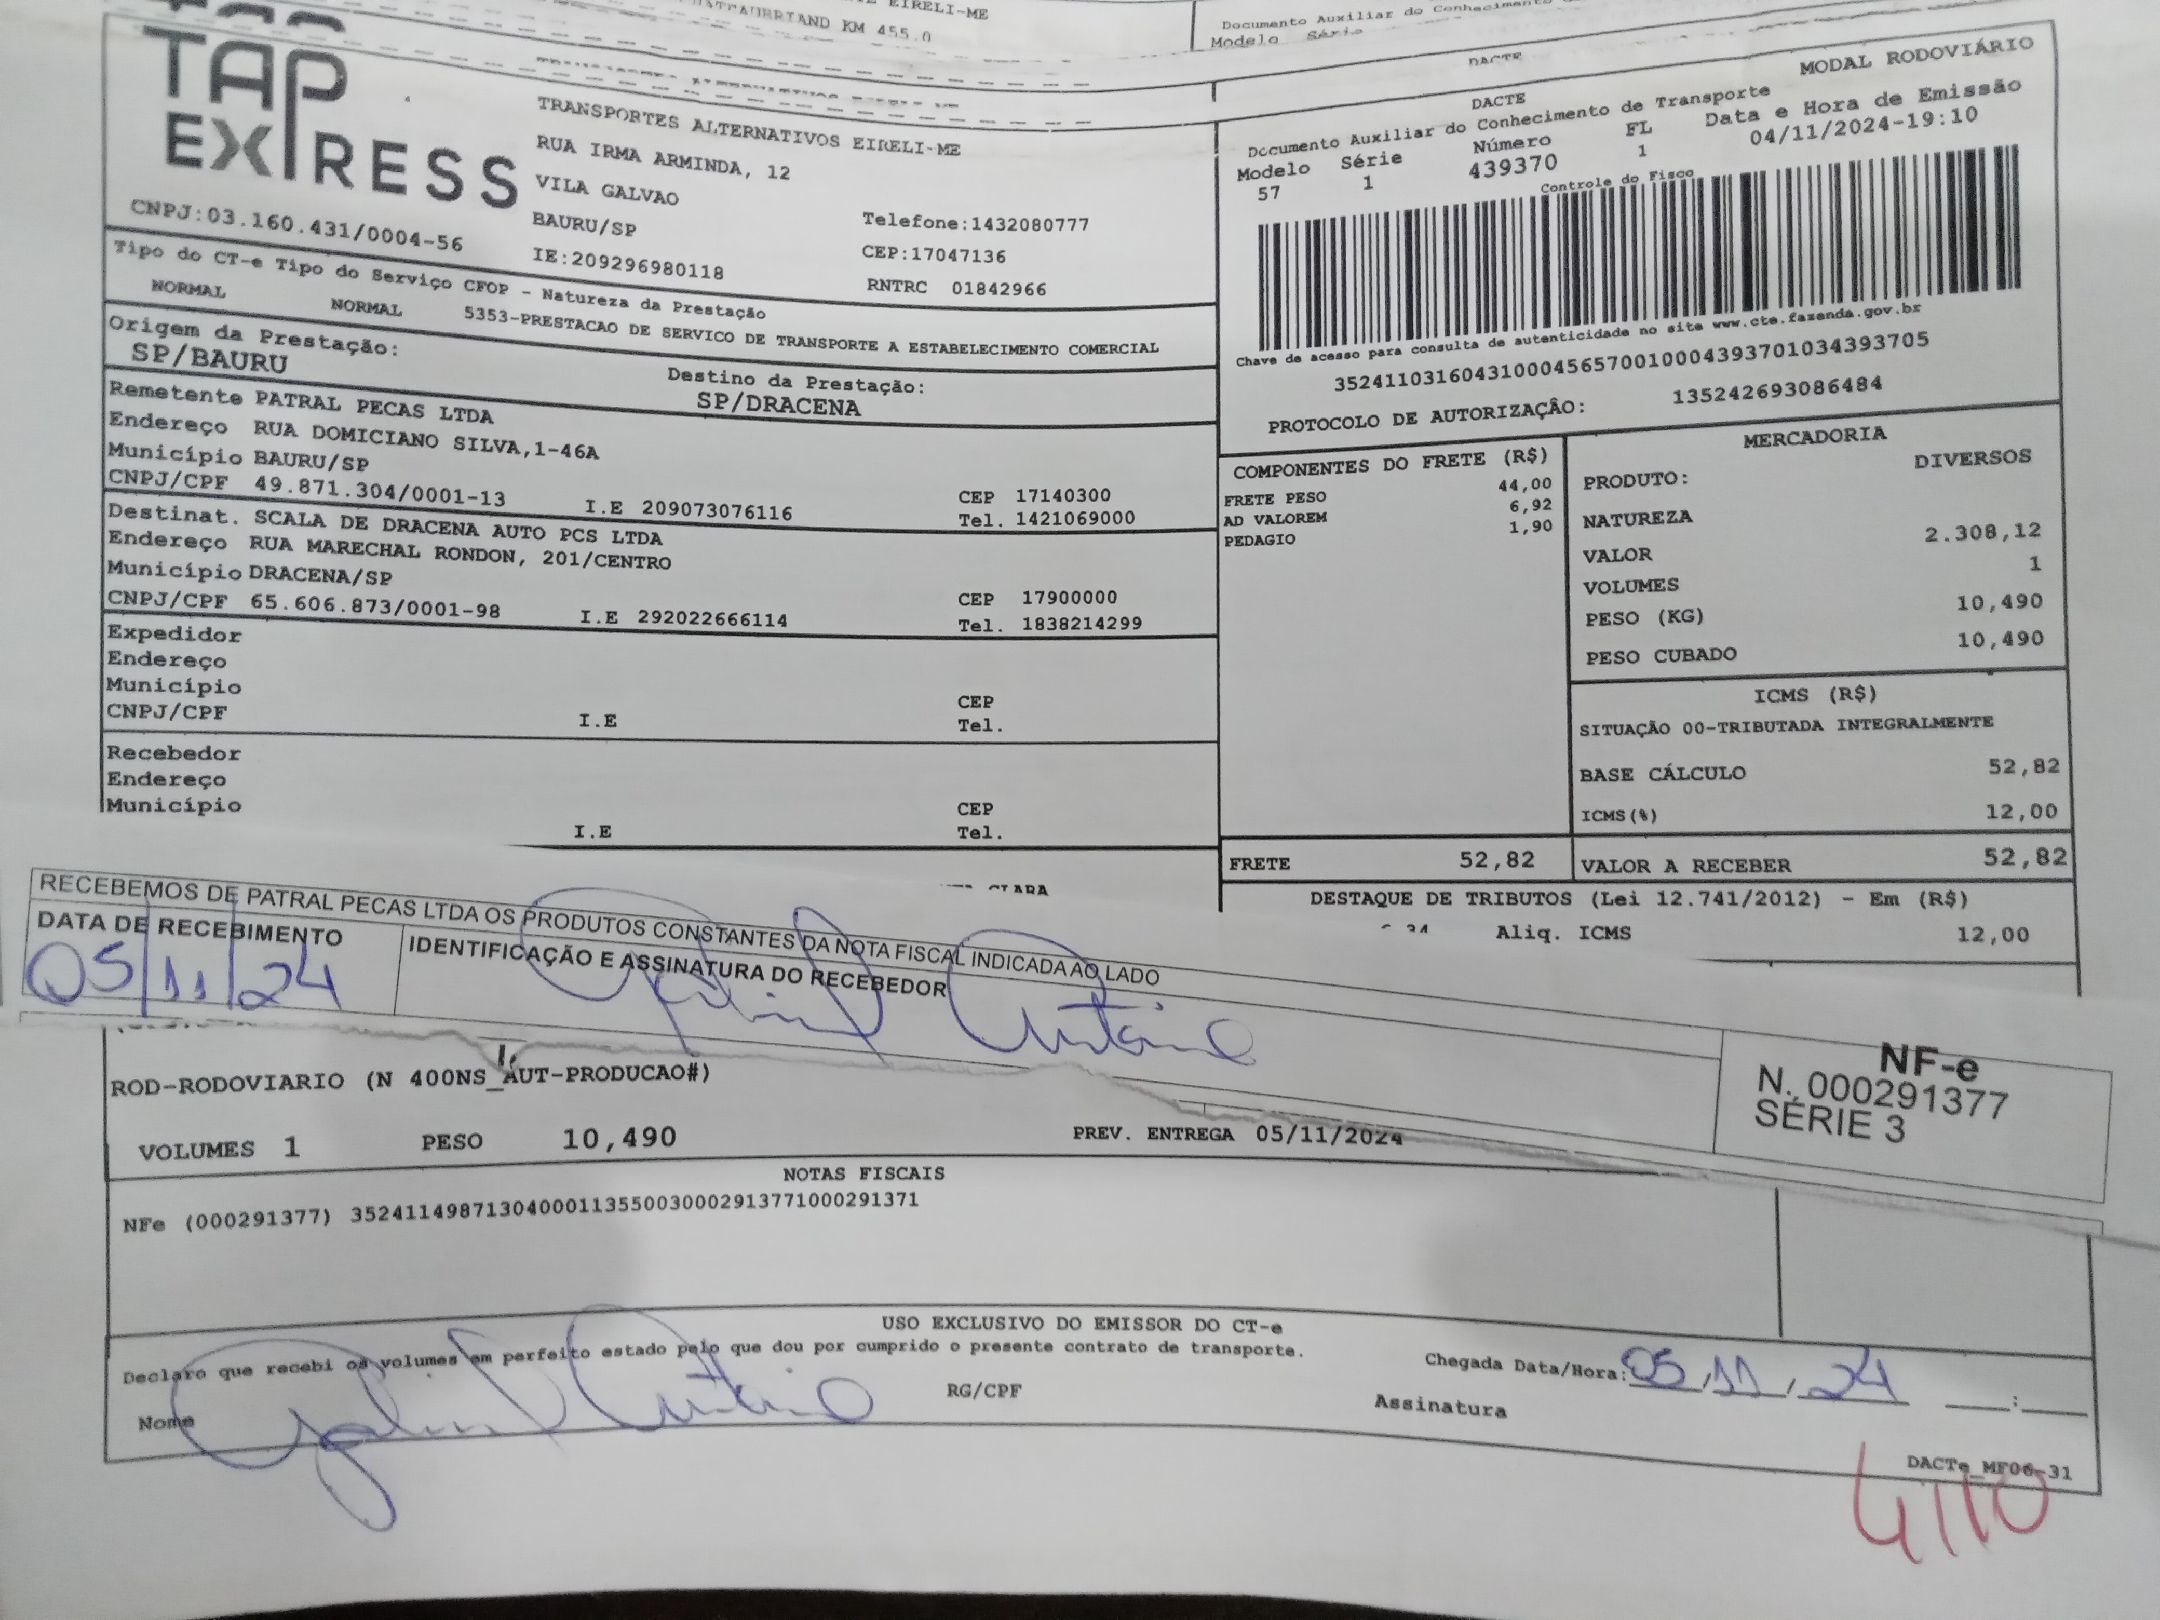 EIRELI-ME
KM 455.0
Documento Auxiliar do Conhecimento
Modelo Série
DACTE
TAP
EXPRESS
CNPJ:03.160.431/0004-56
TRANSPORTES ALTERNATIVOS EIRELI-ME
RUA IRMA ARMINDA, 12
VILA GALVAO
BAURU/SP
IE:209296980118
Telefone:1432080777
CEP:17047136
RNTRC 01842966
DACTE
MODAL RODOVIÁRIO
Documento Auxiliar do Conhecimento de Transporte
Modelo Série Número FL Data e Hora de Emissão
57 1 439370 1 04/11/2024-19:10
Controle do Fisco
Chave de acesso para consulta de autenticidade no site www.cte.fazenda.gov.br
35241103160431000456570010004393701034393705
PROTOCOLO DE AUTORIZAÇÂO: 135242693086484
Tipo do CT-e Tipo do Serviço CFOP - Natureza da Prestação
NORMAL NORMAL 5353-PRESTACAO DE SERVICO DE TRANSPORTE A ESTABELECIMENTO COMERCIAL
Origem da Prestação: Destino da Prestação:
SP/BAURU SP/DRACENA
Remetente PATRAL PECAS LTDA
Endereço RUA DOMICIANO SILVA,1-46A
Município BAURU/SP CEP 17140300
CNPJ/CPF 49.871.304/0001-13 I.E 209073076116 Tel. 1421069000
Destinat. SCALA DE DRACENA AUTO PCS LTDA
Endereço RUA MARECHAL RONDON, 201/CENTRO
Município DRACENA/SP CEP 17900000
CNPJ/CPF 65.606.873/0001-98 I.E 292022666114 Tel. 1838214299
Expedidor
Endereço
Município CEP
CNPJ/CPF I.E Tel.
Recebedor
Endereço
Município CEP
I.E Tel.
COMPONENTES DO FRETE (R$)
FRETE PESO 44,00
AD VALOREM 6,92
PEDAGIO 1,90
FRETE 52,82
MERCADORIA
PRODUTO: DIVERSOS
NATUREZA
VALOR 2.308,12
VOLUMES 1
PESO (KG) 10,490
PESO CUBADO 10,490
ICMS (R$)
SITUAÇÃO 00-TRIBUTADA INTEGRALMENTE
BASE CÁLCULO 52,82
ICMS(%) 12,00
VALOR A RECEBER 52,82
DESTAQUE DE TRIBUTOS (Lei 12.741/2012) - Em (R$)
Aliq. ICMS 12,00
RECEBEMOS DE PATRAL PECAS LTDA OS PRODUTOS CONSTANTES DA NOTA FISCAL INDICADA AO LADO
DATA DE RECEBIMENTO IDENTIFICAÇÃO E ASSINATURA DO RECEBEDOR
05/11/24
NF-e
N. 000291377
SÉRIE 3
ROD-RODOVIARIO (N 400NS_AUT-PRODUCAO#)
VOLUMES 1 PESO 10,490 PREV. ENTREGA 05/11/2024
NOTAS FISCAIS
NFe (000291377) 35241149871304000113550030002913771000291371
USO EXCLUSIVO DO EMISSOR DO CT-e
Declaro que recebi os volumes em perfeito estado pelo que dou por cumprido o presente contrato de transporte.
Chegada Data/Hora: 05/11/24 :
Nome RG/CPF Assinatura
DACTe_MF06-31